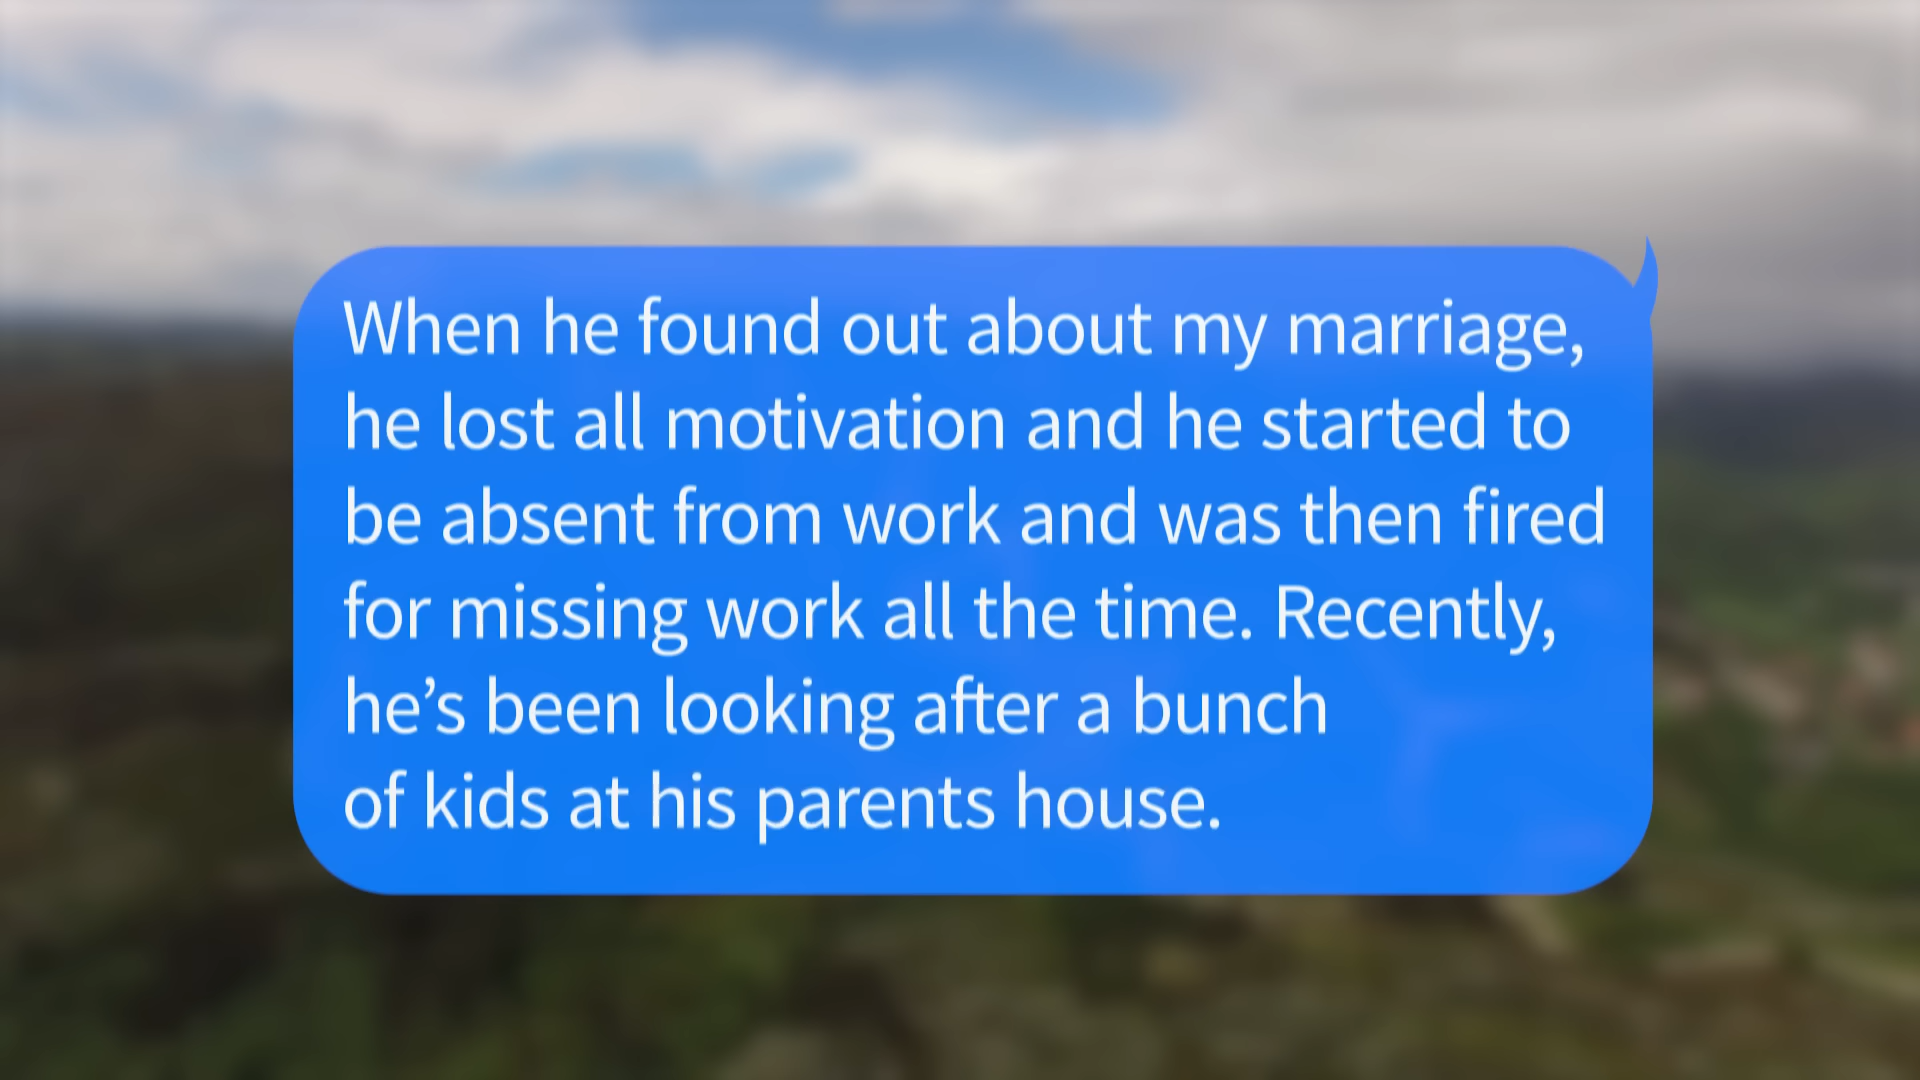 When he found out about my marriage,
he lost all motivation and he started to
be absent from work and was then fired
for missing work all the time. Recently,
he’s been looking after a bunch
of kids at his parents house.